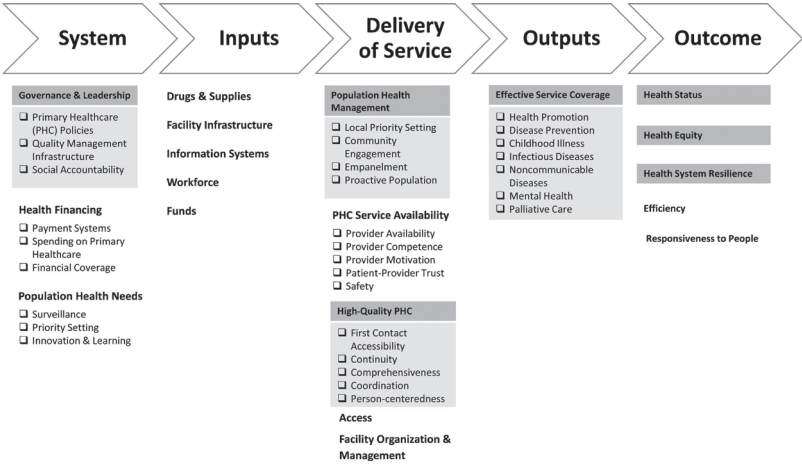 System
Inputs
Delivery
of Service
Outputs
Outcome
Governance & Leadership
❑ Primary Healthcare
(PHC) Policies
❑ Quality Management
Infrastructure
❑ Social Accountability
Health Financing
❑ Payment Systems
❑ Spending on Primary
Healthcare
❑ Financial Coverage
Population Health Needs
❑ Surveillance
❑ Priority Setting
❑ Innovation & Learning
Drugs & Supplies
Facility Infrastructure
Information Systems
Workforce
Funds
Population Health
Management
❑ Local Priority Setting
❑ Community
Engagement
❑ Empanelment
❑ Proactive Population
PHC Service Availability
❑ Provider Availability
❑ Provider Competence
❑ Provider Motivation
❑ Patient-Provider Trust
❑ Safety
High-Quality PHC
❑ First Contact
Accessibility
❑ Continuity
❑ Comprehensiveness
❑ Coordination
❑ Person-centeredness
Access
Facility Organization &
Management
Effective Service Coverage
❑ Health Promotion
❑ Disease Prevention
❑ Childhood Illness
❑ Infectious Diseases
❑ Noncommunicable
Diseases
❑ Mental Health
❑ Palliative Care
Health Status
Health Equity
Health System Resilience
Efficiency
Responsiveness to People